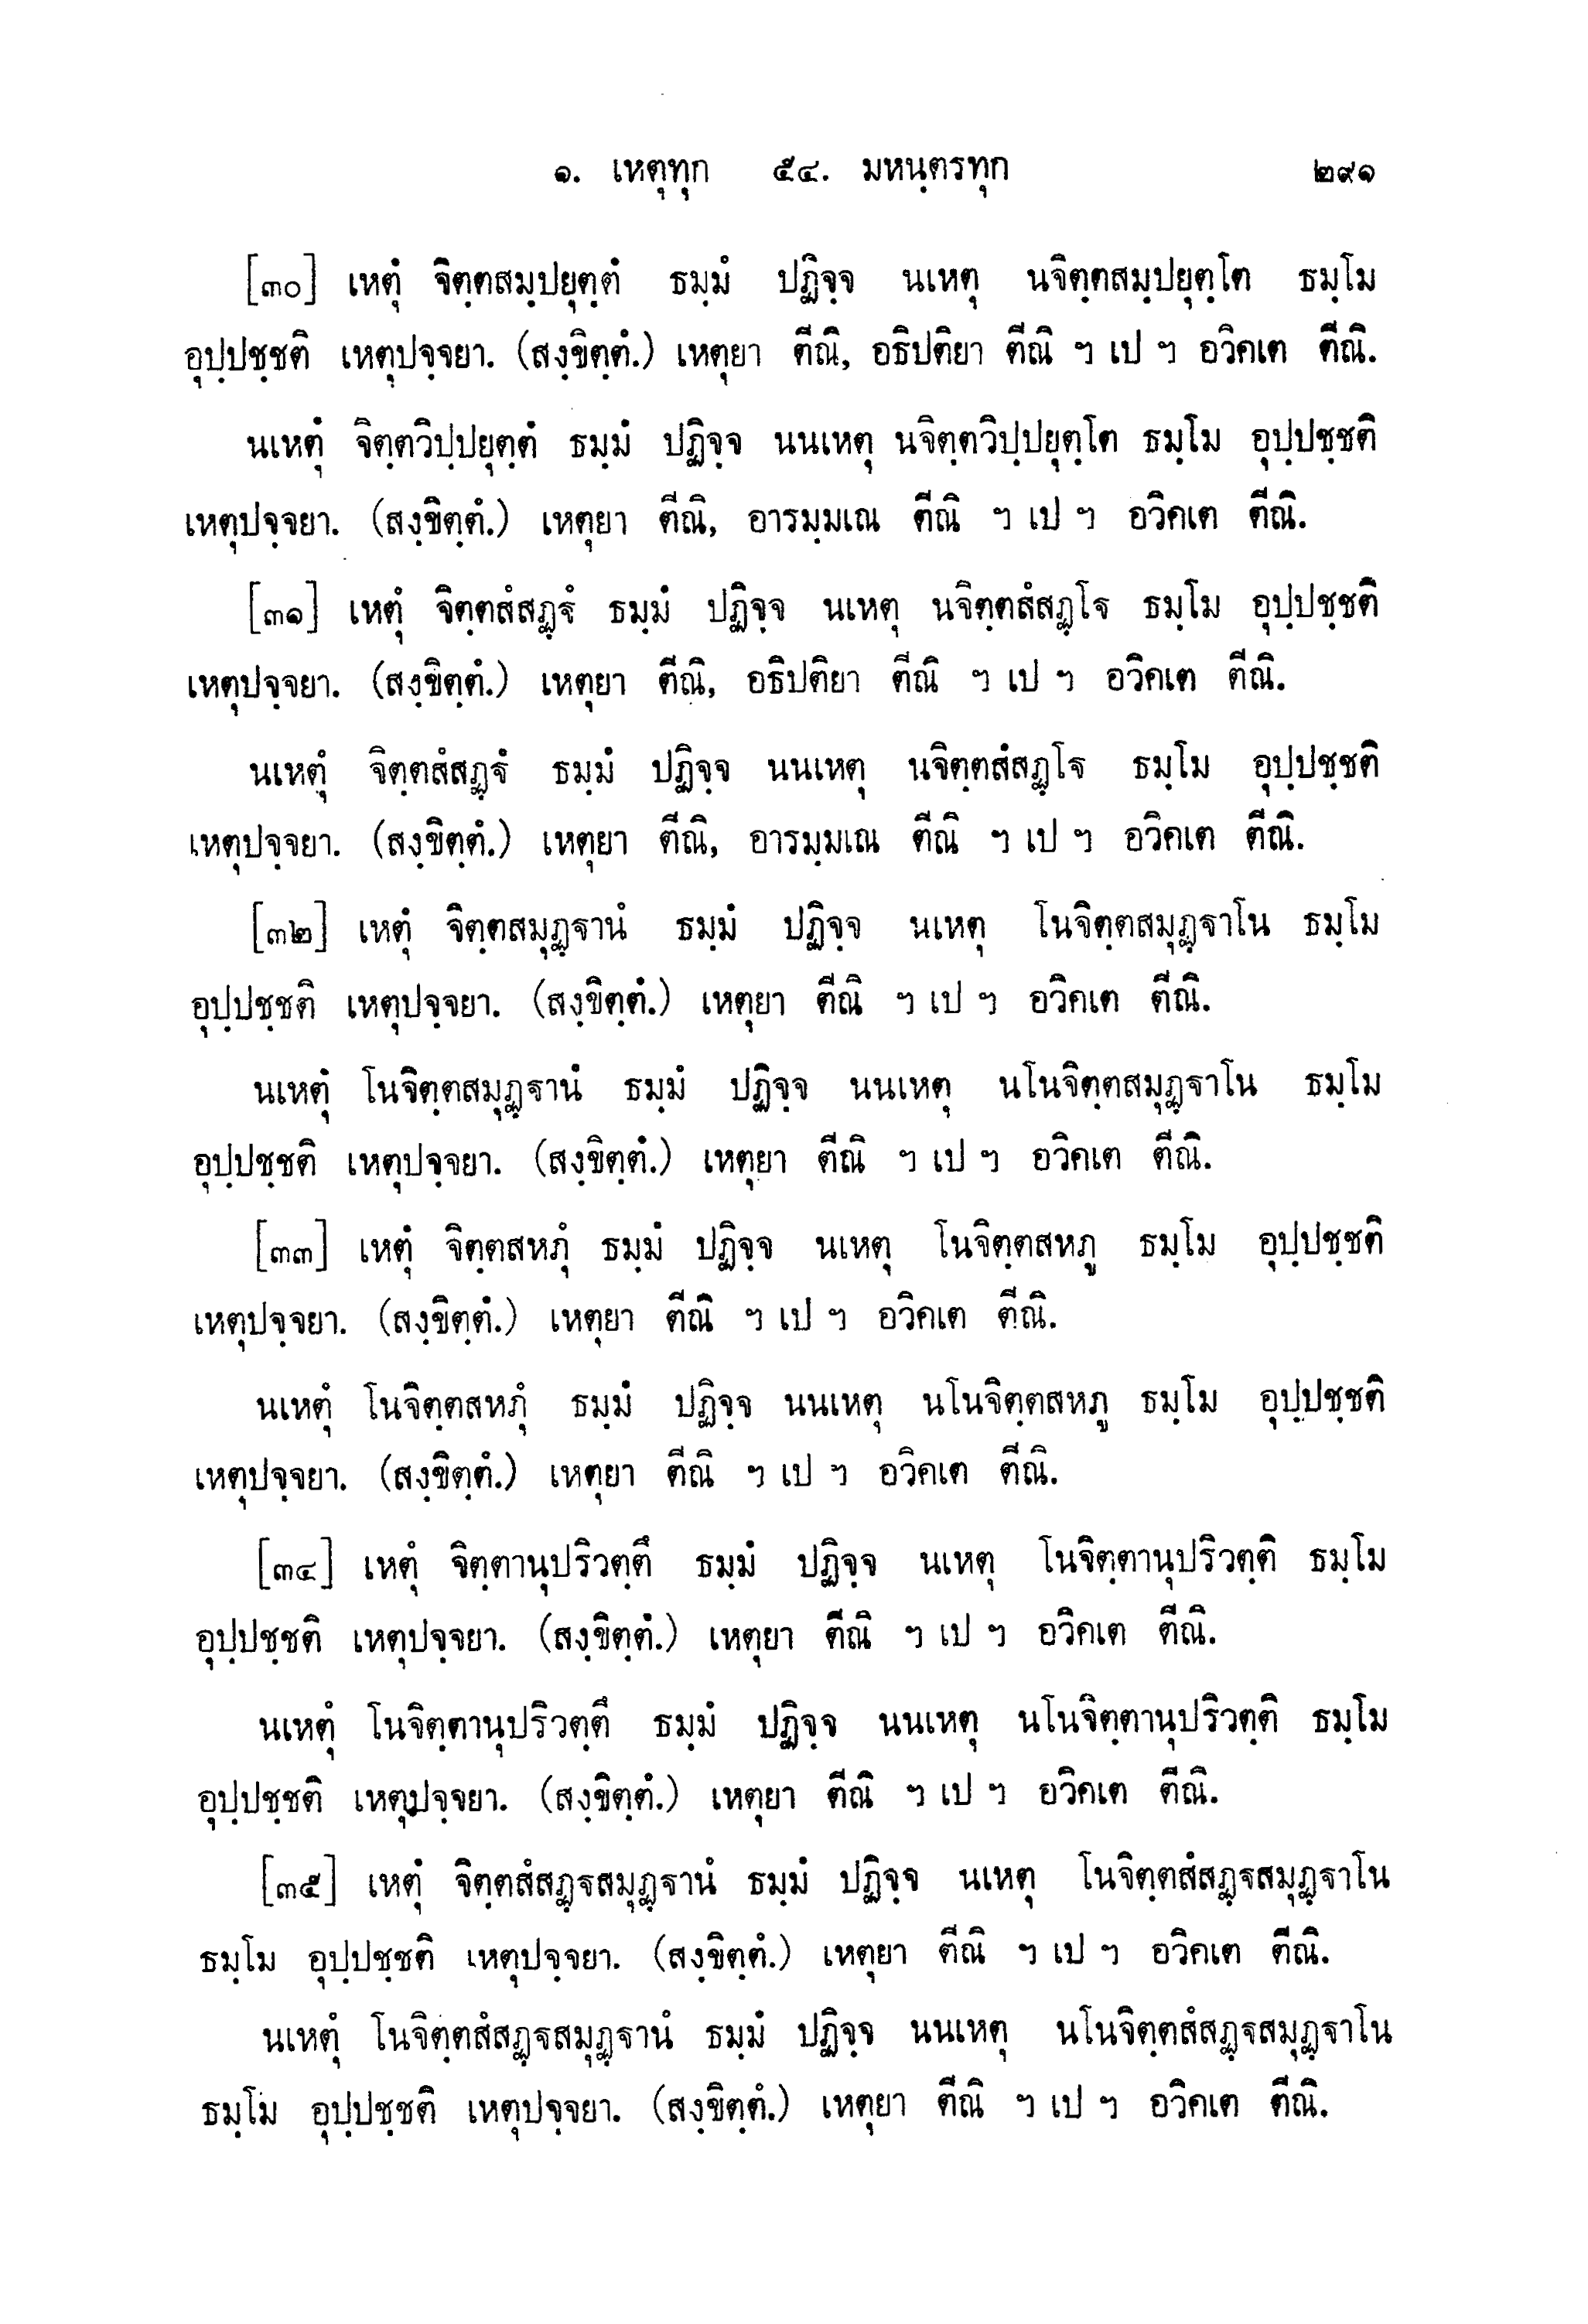 ๑. เหตุทุก ๕๔. มหนฺตรทุก ๒๙๑
[๓๐] เหตุํ จิตฺตสมฺปยุตฺตํ ธมฺมํ ปฏิจฺจ นเหตุ นจิตฺตสมฺปยุตฺโต ธมฺโม
อุปฺปชฺชติ เหตุปจฺจยา. (สงฺขิตฺตํ.) เหตุยา ตีณิ, อธิปติยา ตีณิ ฯ เป ฯ อวิคเต ตีณิ.
นเหตุํ จิตฺตวิปฺปยุตฺตํ ธมฺมํ ปฏิจฺจ นนเหตุ นจิตฺตวิปฺปยุตฺโต ธมฺโม อุปฺปชฺชติ
เหตุปจฺจยา. (สงฺขิตฺตํ.) เหตุยา ตีณิ, อารมฺมเณ ตีณิ ฯ เป ฯ อวิคเต ตีณิ.
[๓๑] เหตุํ จิตฺตสํสฏฺฐํ ธมฺมํ ปฏิจฺจ นเหตุ นจิตฺตสํสฏฺโฐ ธมฺโม อุปฺปชฺชติ
เหตุปจฺจยา. (สงฺขิตฺตํ.) เหตุยา ตีณิ, อธิปติยา ตีณิ ฯ เป ฯ อวิคเต ตีณิ.
นเหตุํ จิตฺตสํสฏฺฐํ ธมฺมํ ปฏิจฺจ นนเหตุ นจิตฺตสํสฏฺโฐ ธมฺโม อุปฺปชฺชติ
เหตุปจฺจยา. (สงฺขิตฺตํ.) เหตุยา ตีณิ, อารมฺมเณ ตีณิ ฯ เป ฯ อวิคเต ตีณิ.
[๓๒] เหตุํ จิตฺตสมุฏฺฐานํ ธมฺมํ ปฏิจฺจ นเหตุ โนจิตฺตสมุฏฺฐาโน ธมฺโม
อุปฺปชฺชติ เหตุปจฺจยา. (สงฺขิตฺตํ.) เหตุยา ตีณิ ฯ เป ฯ อวิคเต ตีณิ.
นเหตุํ โนจิตฺตสมุฏฺฐานํ ธมฺมํ ปฏิจฺจ นนเหตุ นโนจิตฺตสมุฏฺฐาโน ธมฺโม
อุปฺปชฺชติ เหตุปจฺจยา. (สงฺขิตฺตํ.) เหตุยา ตีณิ ฯ เป ฯ อวิคเต ตีณิ.
[๓๓] เหตุํ จิตฺตสหภุํ ธมฺมํ ปฏิจฺจ นเหตุ โนจิตฺตสหภู ธมฺโม อุปฺปชฺชติ
เหตุปจฺจยา. (สงฺขิตฺตํ.) เหตุยา ตีณิ ฯ เป ฯ อวิคเต ตีณิ.
นเหตุํ โนจิตฺตสหภุํ ธมฺมํ ปฏิจฺจ นนเหตุ นโนจิตฺตสหภู ธมฺโม อุปฺปชฺชติ
เหตุปจฺจยา. (สงฺขิตฺตํ.) เหตุยา ตีณิ ฯ เป ฯ อวิคเต ตีณิ.
[๓๔] เหตุํ จิตฺตานุปริวตฺตึ ธมฺมํ ปฏิจฺจ นเหตุ โนจิตฺตานุปริวตฺติ ธมฺโม
อุปฺปชฺชติ เหตุปจฺจยา. (สงฺขิตฺตํ.) เหตุยา ตีณิ ฯ เป ฯ อวิคเต ตีณิ.
นเหตุํ โนจิตฺตานุปริวตฺตึ ธมฺมํ ปฏิจฺจ นนเหตุ นโนจิตฺตานุปริวตฺติ ธมฺโม
อุปฺปชฺชติ เหตุปจฺจยา. (สงฺขิตฺตํ.) เหตุยา ตีณิ ฯ เป ฯ อวิคเต ตีณิ.
[๓๕] เหตุํ จิตฺตสํสฏฺฐสมุฏฺฐานํ ธมฺมํ ปฏิจฺจ นเหตุ โนจิตฺตสํสฏฺฐสมุฏฺฐาโน
ธมฺโม อุปฺปชฺชติ เหตุปจฺจยา. (สงฺขิตฺตํ.) เหตุยา ตีณิ ฯ เป ฯ อวิคเต ตีณิ.
นเหตุํ โนจิตฺตสํสฏฺฐสมุฏฺฐานํ ธมฺมํ ปฏิจฺจ นนเหตุ นโนจิตฺตสํสฏฺฐสมุฏฺฐาโน
ธมฺโม อุปฺปชฺชติ เหตุปจฺจยา. (สงฺขิตฺตํ.) เหตุยา ตีณิ ฯ เป ฯ อวิคเต ตีณิ.